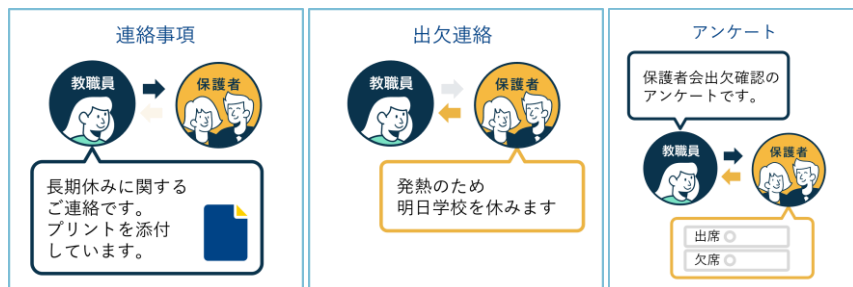 連絡事項
教職員
保護者
長期休みに関する
ご連絡です。
プリントを添付
しています。
出欠連絡
教職員
保護者
発熱のため
明日学校を休みます
アンケート
保護者会出欠確認の
アンケートです。
教職員
保護者
出席
欠席